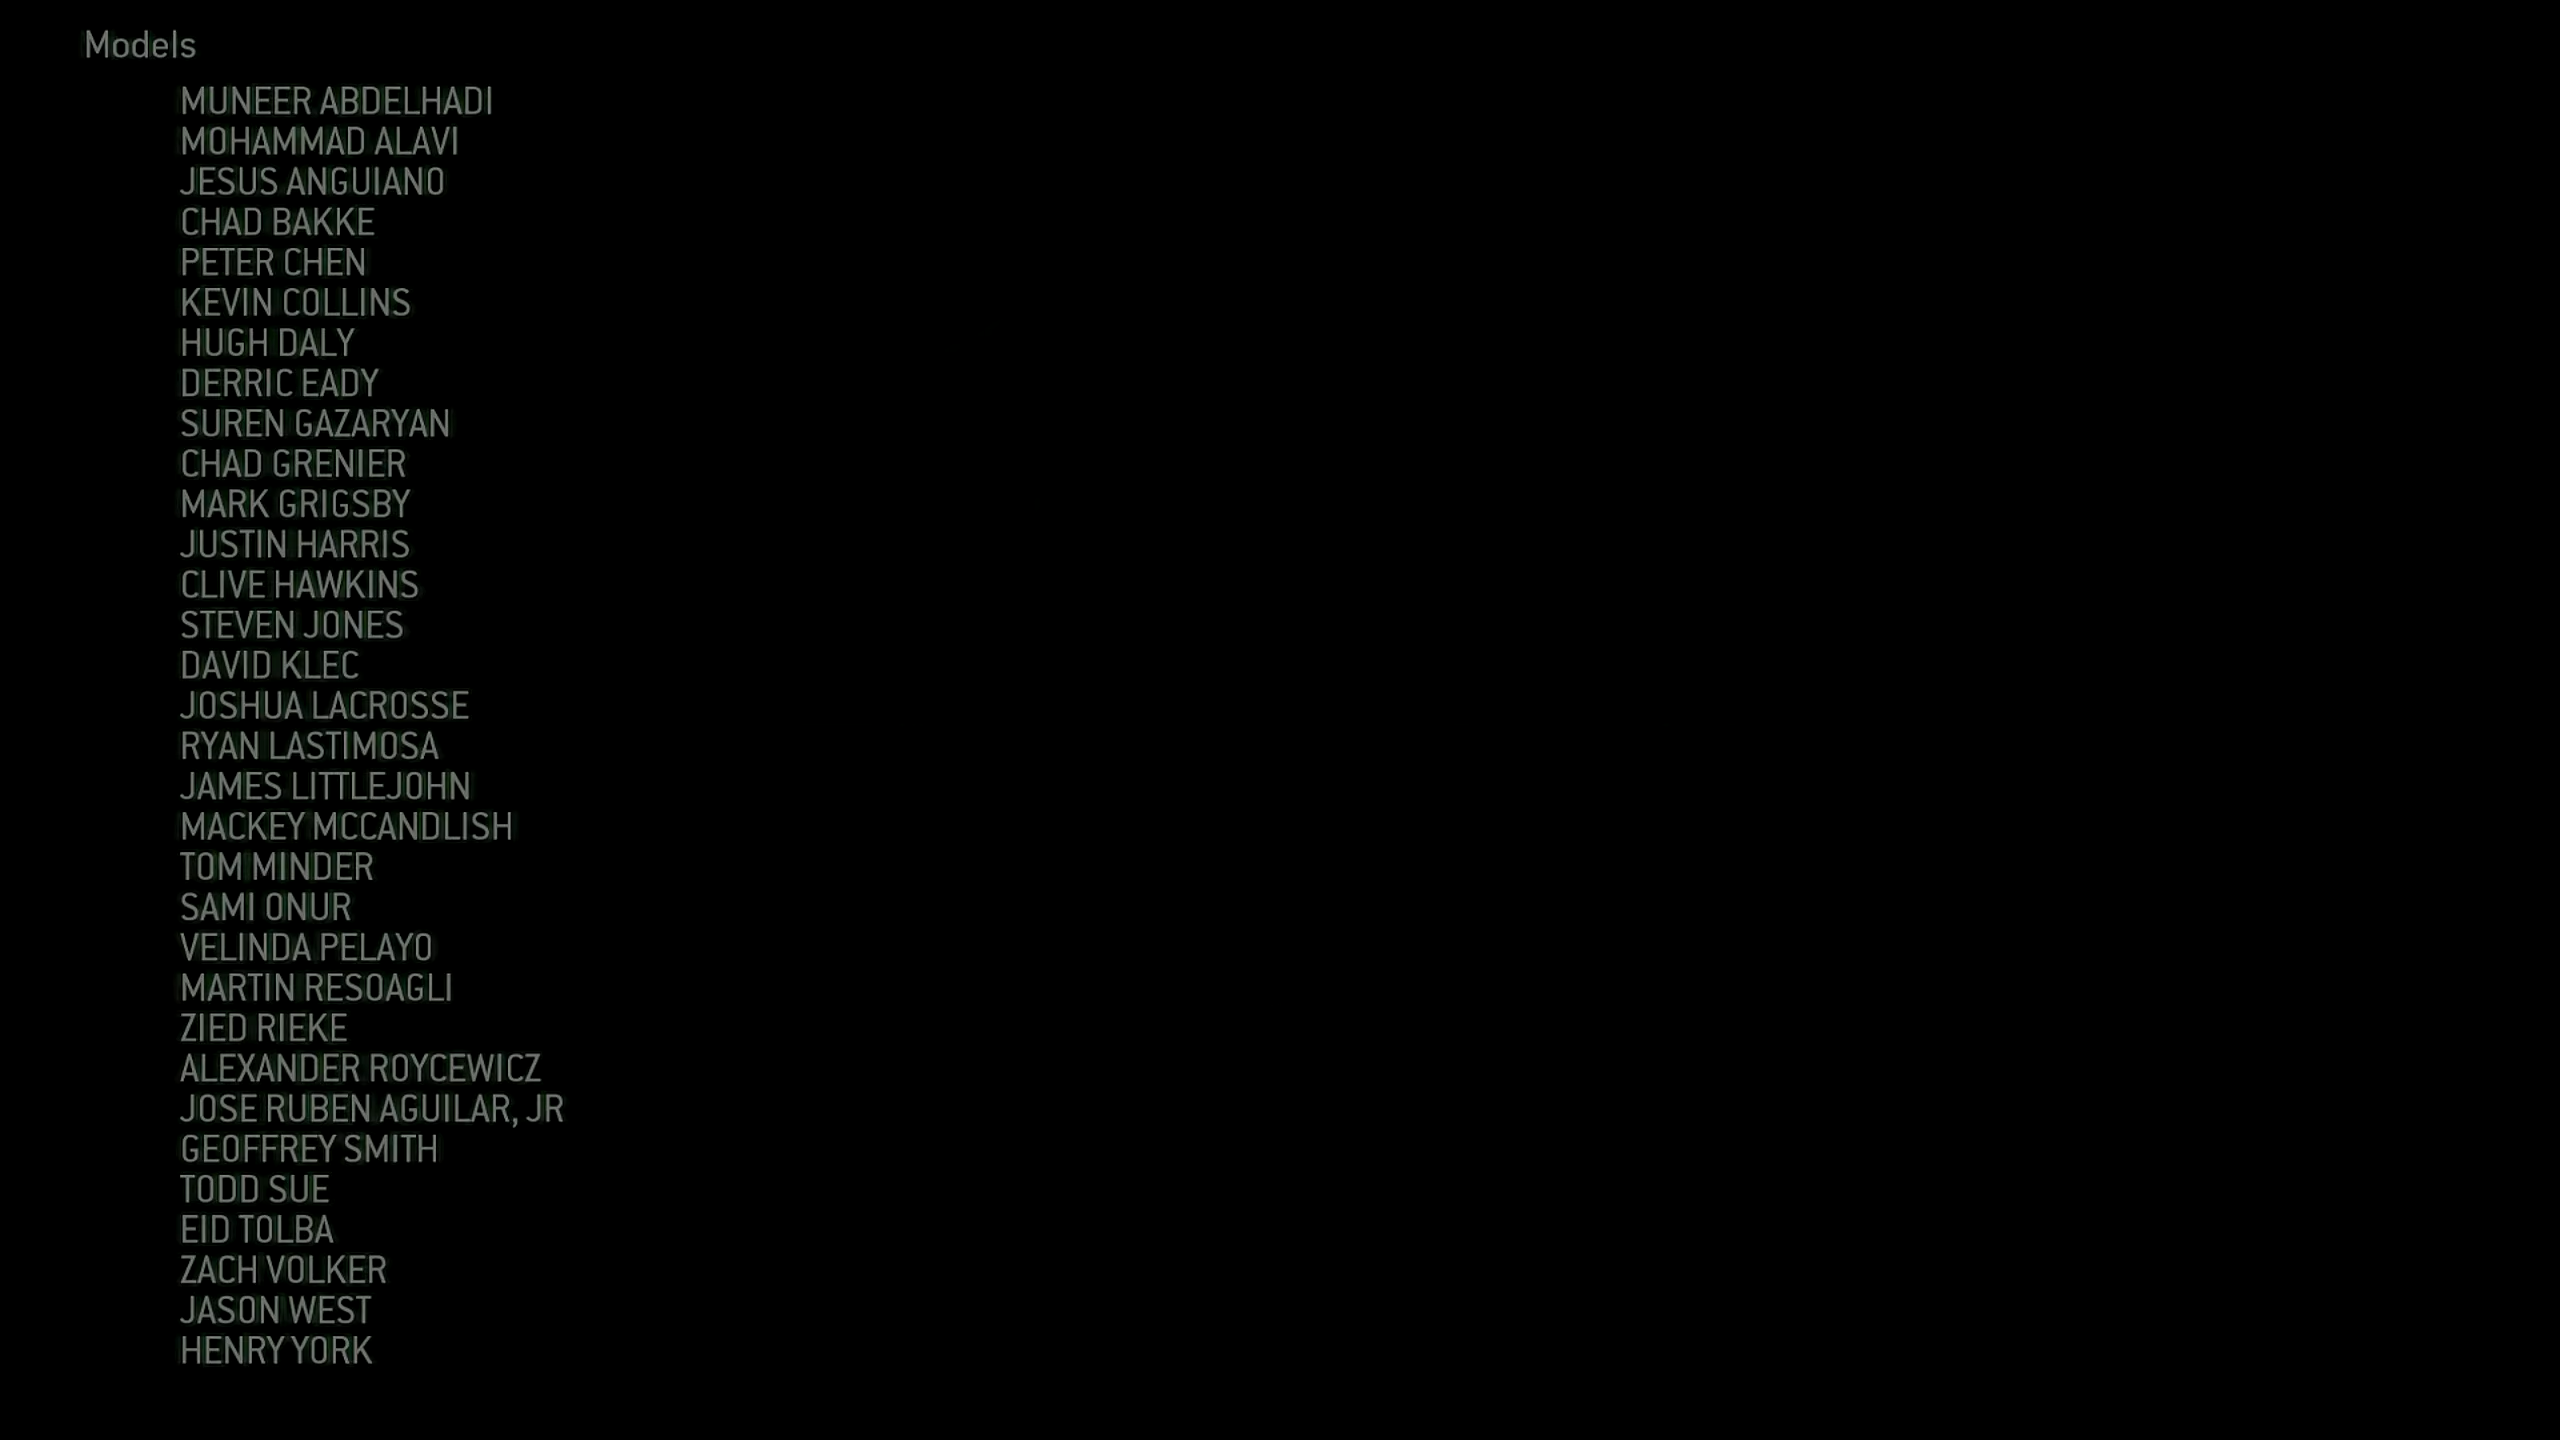 Models
MUNEER ABDELHADI
MOHAMMAD ALAVI
JESUS ANGUIANO
CHAD BAKKE
PETER CHEN
KEVIN COLLINS
HUGH DALY
DERRIC EADY
SUREN GAZARYAN
CHAD GRENIER
MARK GRIGSBY
JUSTIN HARRIS
CLIVE HAWKINS
STEVEN JONES
DAVID KLEC
JOSHUA LACROSSE
RYAN LASTIMOSA
JAMES LITTLEJOHN
MACKEY MCCANDLISH
TOM MINDER
SAMI ONUR
VELINDA PELAYO
MARTIN RESOAGLI
ZIED RIEKE
ALEXANDER ROYCEWICZ
JOSE RUBEN AGUILAR, JR
GEOFFREY SMITH
TODD SUE
EID TOLBA
ZACH VOLKER
JASON WEST
HENRY YORK